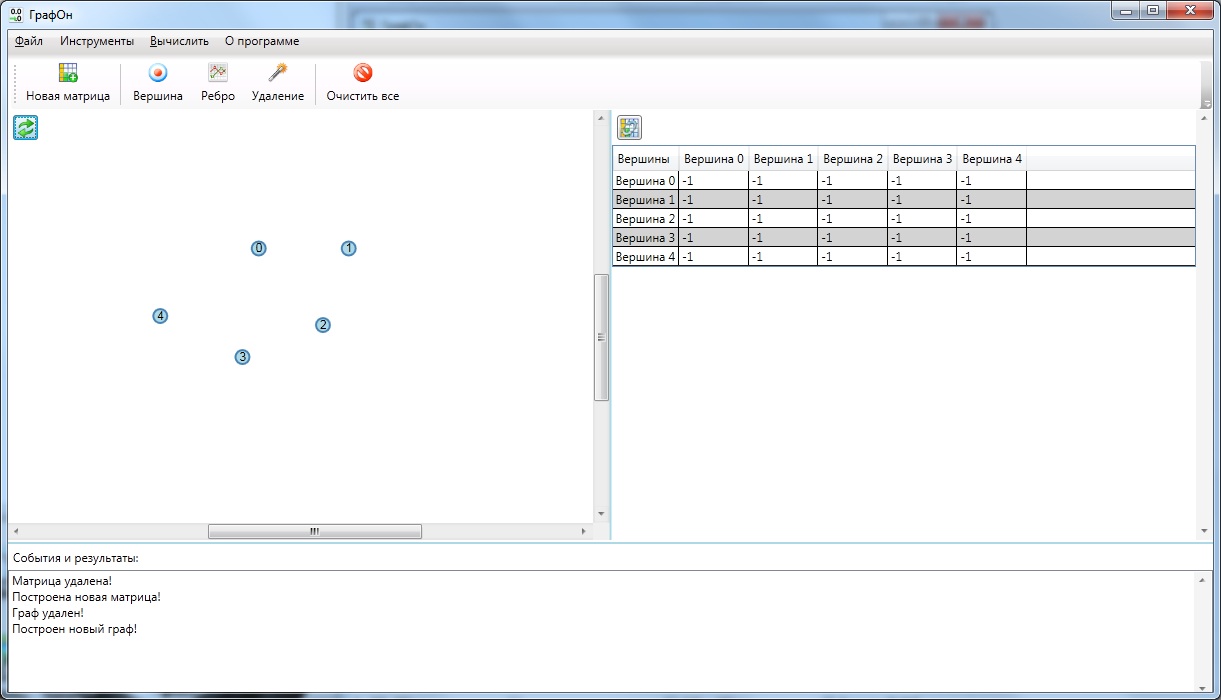 ГрафОн
Файл Инструменты Вычислить О программе
Новая матрица Вершина Ребро Удаление Очистить все
0 1
4 2
3
Вершины Вершина 0 Вершина 1 Вершина 2 Вершина 3 Вершина 4
Вершина 0 -1 -1 -1 -1 -1
Вершина 1 -1 -1 -1 -1 -1
Вершина 2 -1 -1 -1 -1 -1
Вершина 3 -1 -1 -1 -1 -1
Вершина 4 -1 -1 -1 -1 -1
События и результаты:
Матрица удалена!
Построена новая матрица!
Граф удален!
Построен новый граф!